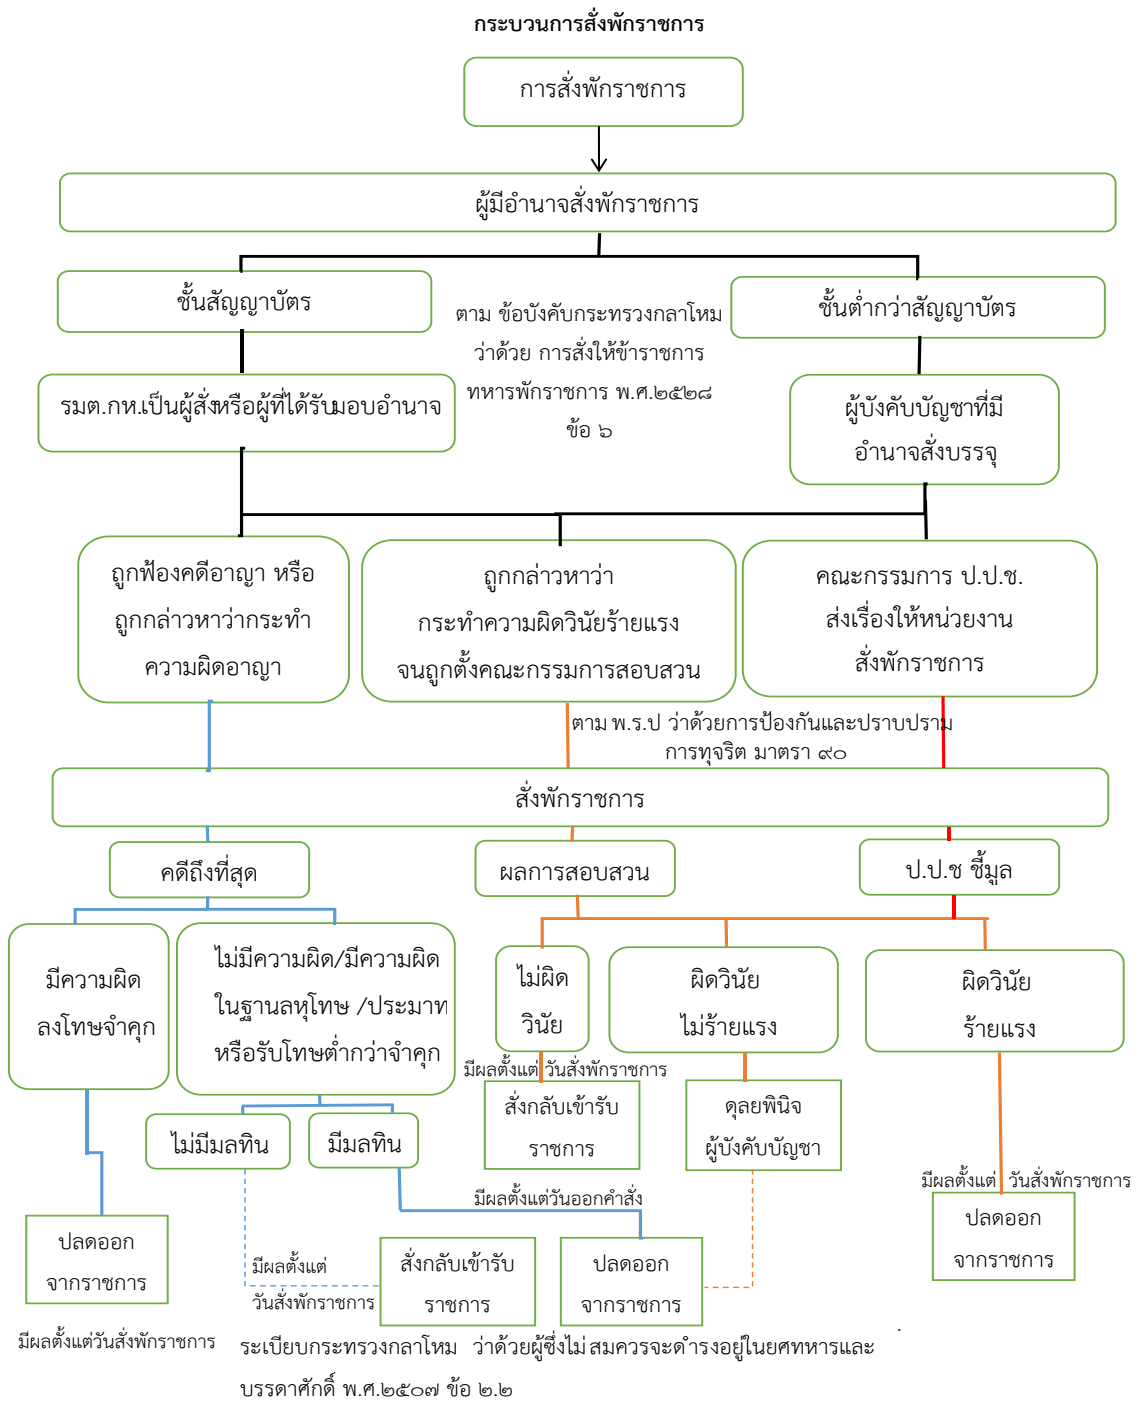 กระบวนการสั่งพักราชการ
การสั่งพักราชการ
ผู้มีอำนาจสั่งพักราชการ
ชั้นสัญญาบัตร
ตาม ข้อบังคับกระทรวงกลาโหม
ว่าด้วย การสั่งให้ข้าราชการ
ทหารพักราชการ พ.ศ.๒๕๒๘
ข้อ ๖
ชั้นต่ำกว่าสัญญาบัตร
รมต.กห.เป็นผู้สั่งหรือผู้ที่ได้รับมอบอำนาจ
ผู้บังคับบัญชาที่มี
อำนาจสั่งบรรจุ
ถูกฟ้องคดีอาญา หรือ
ถูกกล่าวหาว่ากระทำ
ความผิดอาญา
ถูกกล่าวหาว่า
กระทำความผิดวินัยร้ายแรง
จนถูกตั้งคณะกรรมการสอบสวน
คณะกรรมการ ป.ป.ช.
ส่งเรื่องให้หน่วยงาน
สั่งพักราชการ
ตาม พ.ร.ป ว่าด้วยการป้องกันและปราบปราม
การทุจริต มาตรา ๙๐
สั่งพักราชการ
คดีถึงที่สุด
ผลการสอบสวน
ป.ป.ช ชี้มูล
มีความผิด
ลงโทษจำคุก
ไม่มีความผิด/มีความผิด
ในฐานลหุโทษ /ประมาท
หรือรับโทษต่ำกว่าจำคุก
ไม่ผิด
วินัย
ผิดวินัย
ไม่ร้ายแรง
ผิดวินัย
ร้ายแรง
มีผลตั้งแต่ วันสั่งพักราชการ
สั่งกลับเข้ารับ
ราชการ
ดุลยพินิจ
ผู้บังคับบัญชา
ไม่มีมลทิน
มีมลทิน
มีผลตั้งแต่วันออกคำสั่ง
มีผลตั้งแต่ วันสั่งพักราชการ
ปลดออก
จากราชการ
มีผลตั้งแต่
วันสั่งพักราชการ
สั่งกลับเข้ารับ
ราชการ
ปลดออก
จากราชการ
ปลดออก
จากราชการ
มีผลตั้งแต่วันสั่งพักราชการ
ระเบียบกระทรวงกลาโหม ว่าด้วยผู้ซึ่งไม่สมควรจะดำรงอยู่ในยศทหารและ
บรรดาศักดิ์ พ.ศ.๒๕๐๗ ข้อ ๒.๒